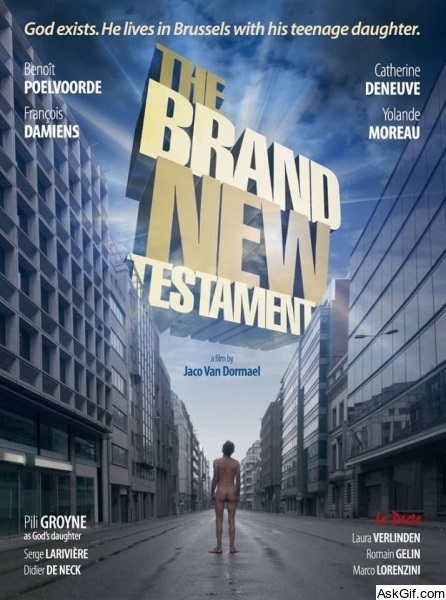 God exists. He lives in Brussels with his teenage daughter.
Benoît
POELVOORDE
François
DAMIENS
Catherine
DENEUVE
Yolande
MOREAU
THE
BRAND
NEW
TESTAMENT
a film by
Jaco Van Dormael
Pili GROYNE
as God's daughter
Serge LARIVIÈRE
Didier DE NECK
Laura VERLINDEN
Romain GELIN
Marco LORENZINI
AskGif.com